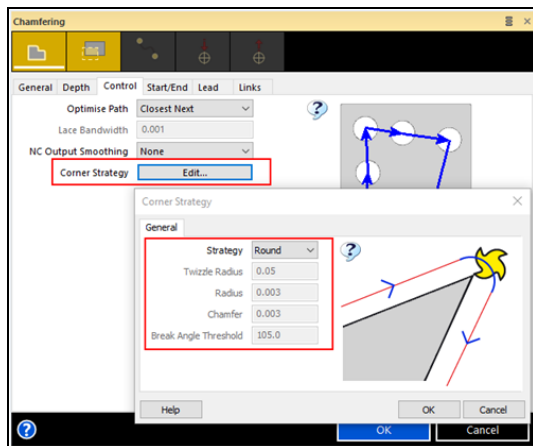 Chamfering
General Depth Control Start/End Lead Links
Optimise Path Closest Next
Lace Bandwidth 0.001
NC Output Smoothing None
Corner Strategy Edit...
Corner Strategy
General
Strategy Round
Twizzle Radius 0.05
Radius 0.003
Chamfer 0.003
Break Angle Threshold 105.0
Help OK Cancel
OK Cancel